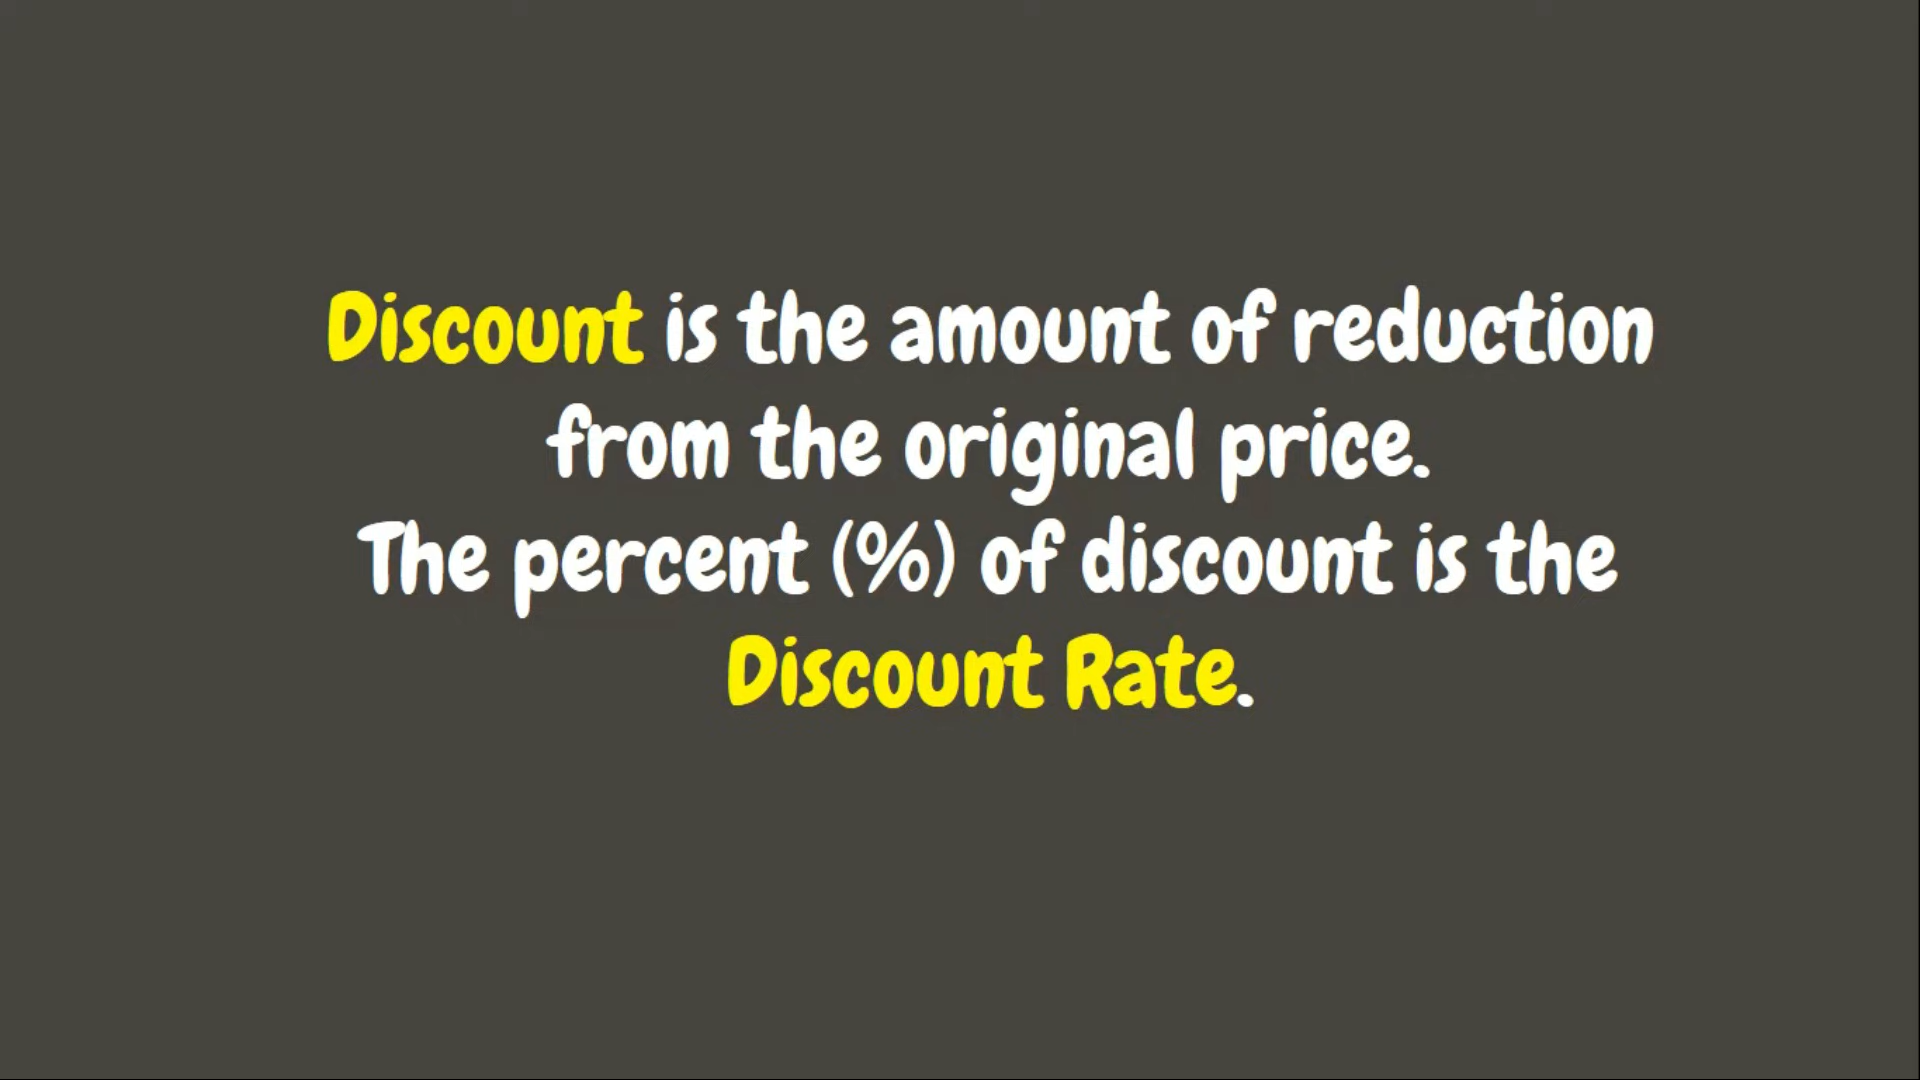 Discount is the amount of reduction
from the original price.
The percent (%) of discount is the
Discount Rate.